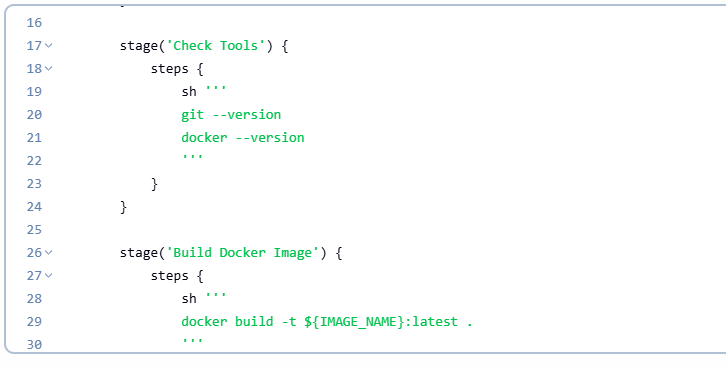 16
17 stage('Check Tools') {
18 steps {
19 sh '''
20 git --version
21 docker --version
22 '''
23 }
24 }
25
26 stage('Build Docker Image') {
27 steps {
28 sh '''
29 docker build -t ${IMAGE_NAME}:latest .
30 '''